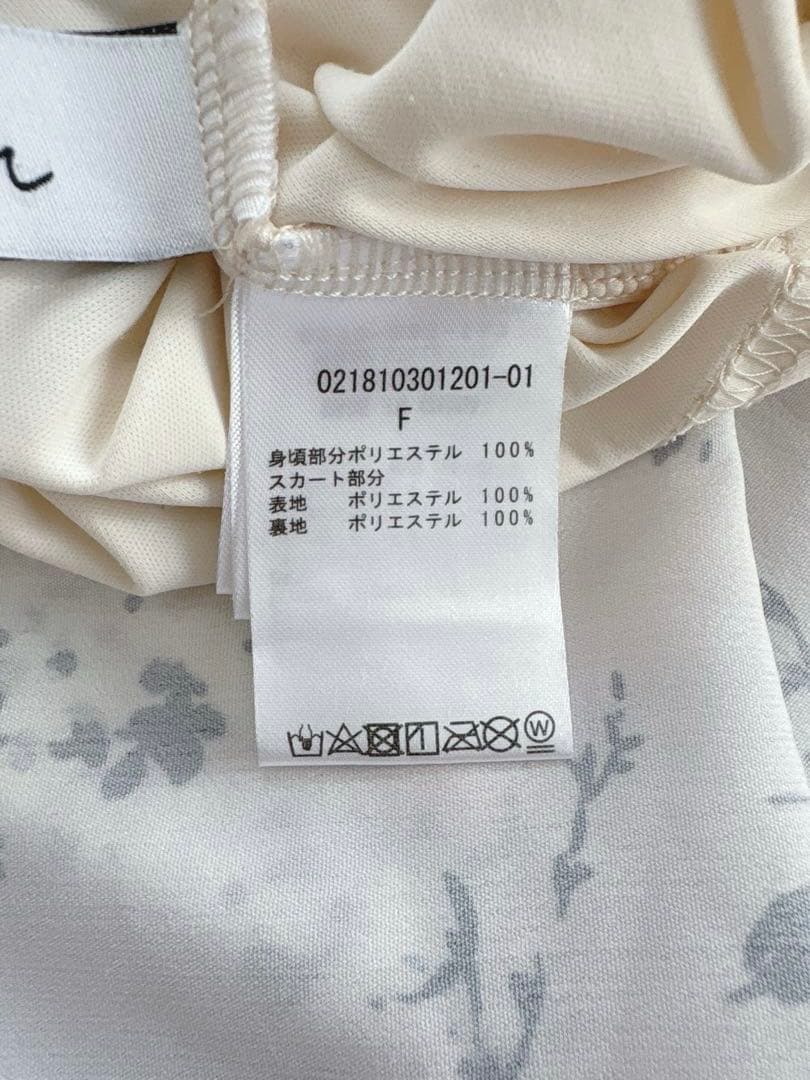 021810301201-01
F
身頃部分ポリエステル 100%
スカート部分
表地 ポリエステル 100%
裏地 ポリエステル 100%
W